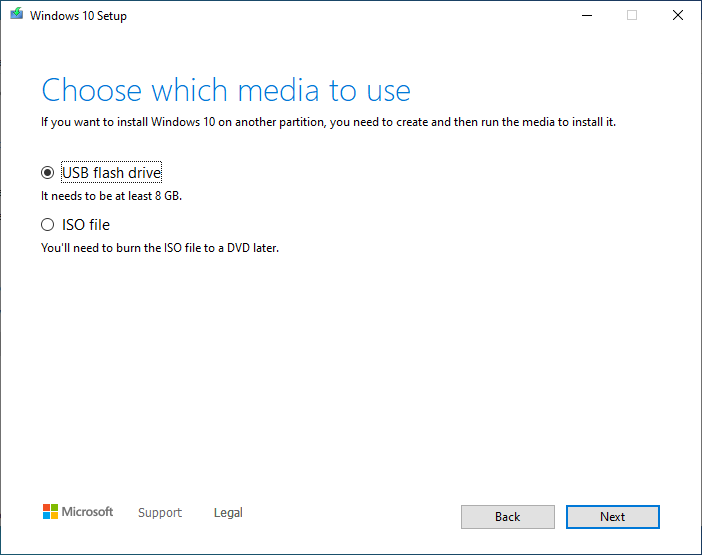 Windows 10 Setup
Choose which media to use
If you want to install Windows 10 on another partition, you need to create and then run the media to install it.
USB flash drive
It needs to be at least 8 GB.
ISO file
You'll need to burn the ISO file to a DVD later.
Microsoft Support Legal
Back Next